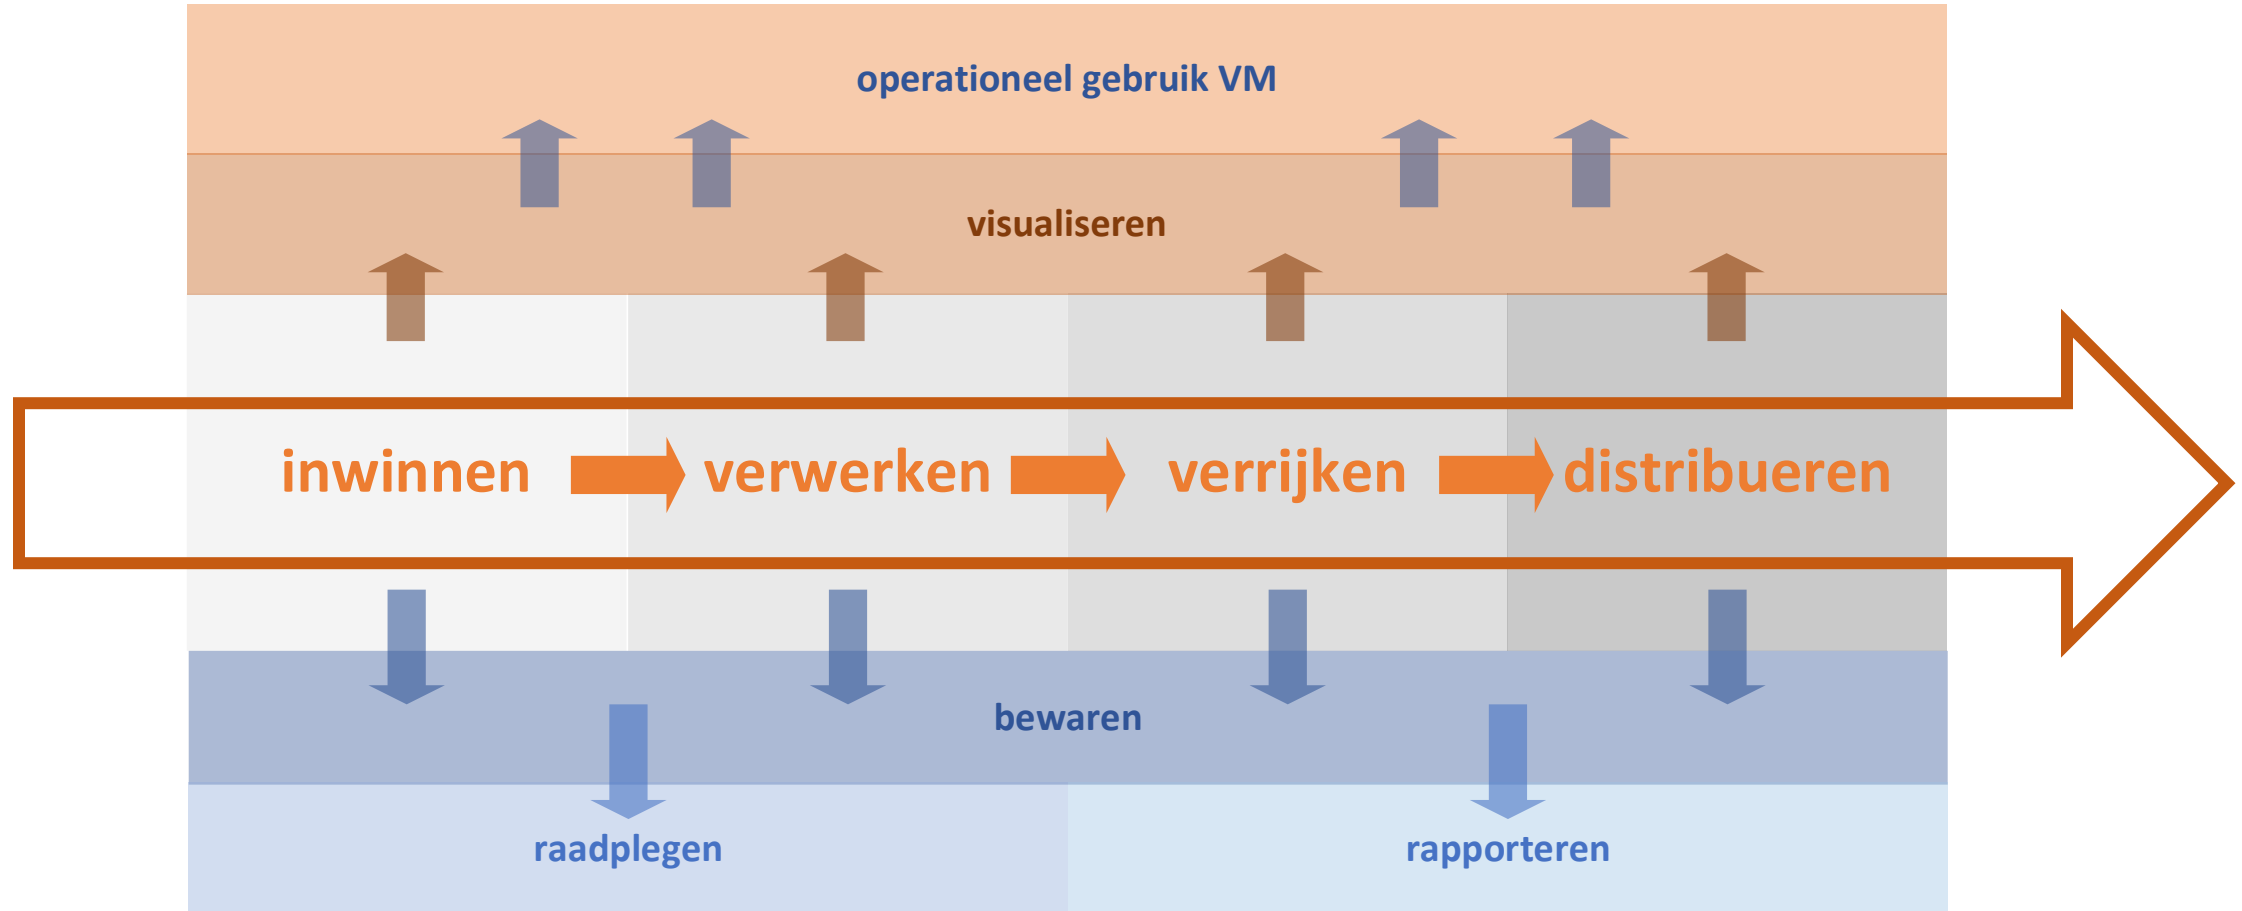 operationeel gebruik VM
visualiseren
inwinnen verwerken verrijken distribueren
bewaren
raadplegen rapporteren